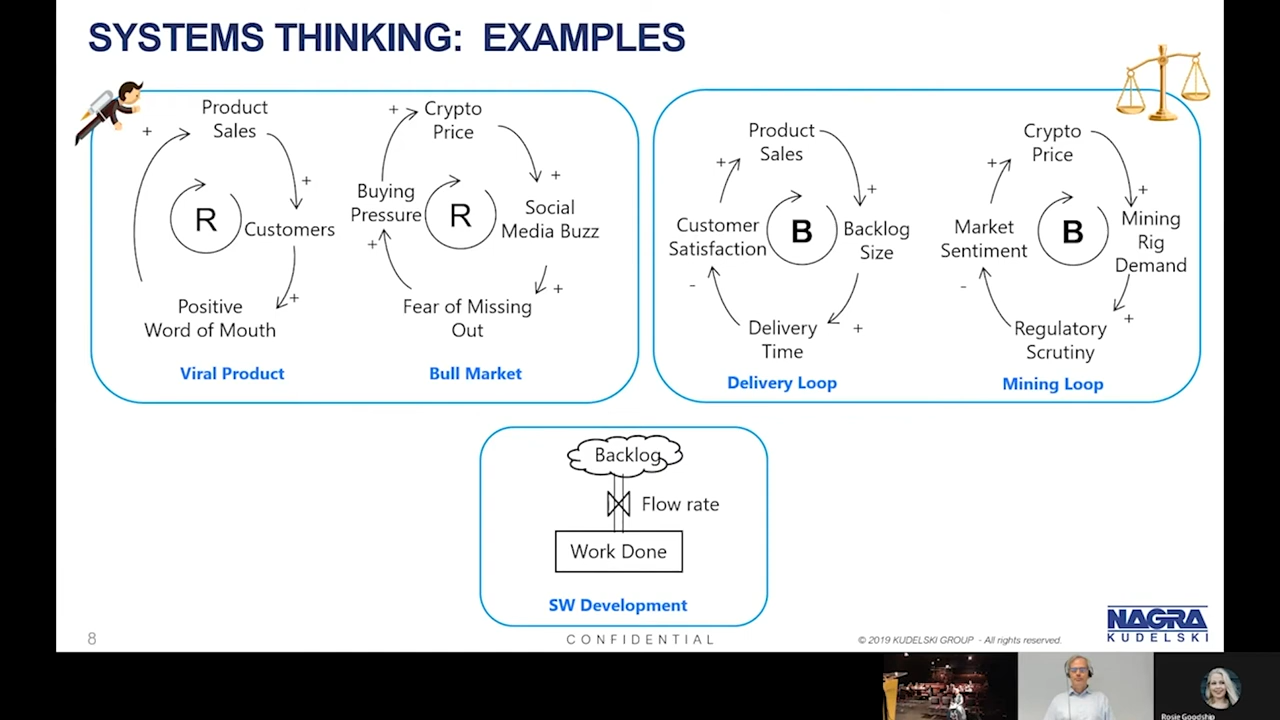 SYSTEMS THINKING: EXAMPLES
+
Product
Sales
+
R
Customers
+
Positive
Word of Mouth
Viral Product
+
Crypto
Price
+
Buying
Pressure
R
Social
Media Buzz
+
+
Fear of Missing
Out
Bull Market
Product
Sales
+
+
Customer
Satisfaction
B
Backlog
Size
-
+
Delivery
Time
Delivery Loop
Crypto
Price
+
+
Market
Sentiment
B
Mining
Rig
Demand
-
+
Regulatory
Scrutiny
Mining Loop
Backlog
Flow rate
Work Done
SW Development
8
CONFIDENTIAL
© 2019 KUDELSKI GROUP - All rights reserved.
NAGRA
KUDELSKI
Rosie Goodship